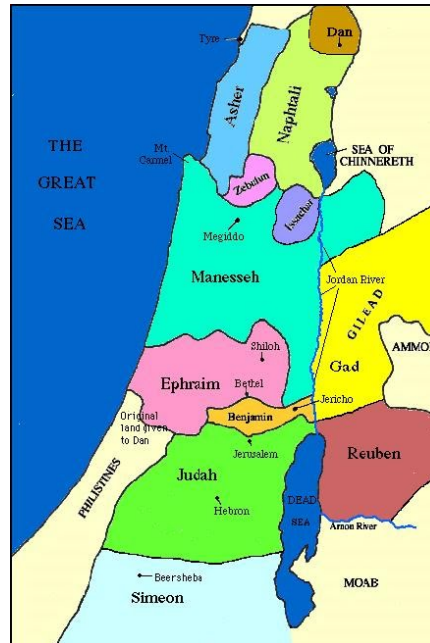 Dan
Tyre
Asher
Naphtali
THE
GREAT
SEA
Mt.
Carmel
SEA OF
CHINNERETH
Zebulun
Issachar
Megiddo
Manesseh
Jordan River
GILEAD
Shiloh
AMMON
Gad
Ephraim
Bethel
Jericho
Original
land given
to Dan
Benjamin
Jerusalem
Reuben
Judah
PHILISTINES
Hebron
DEAD
SEA
Arnon River
Beersheba
MOAB
Simeon